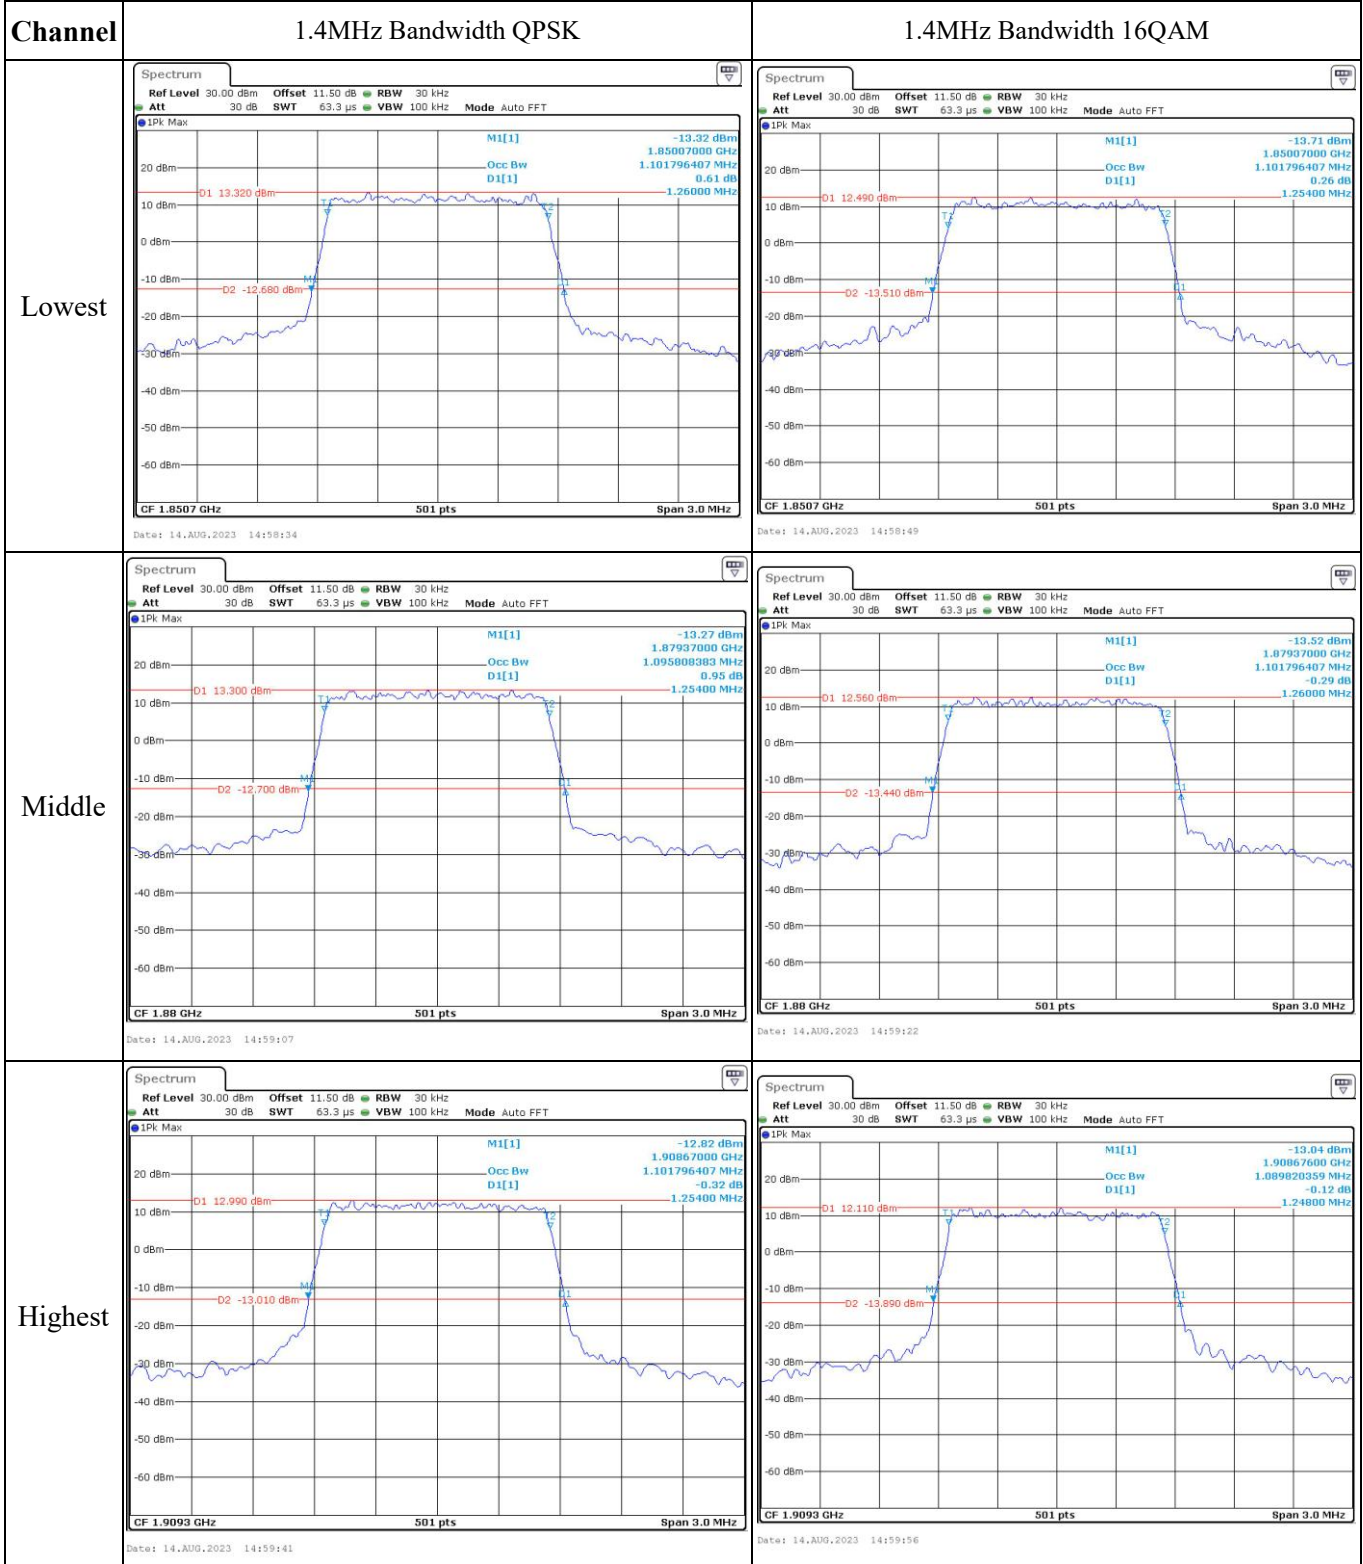 Channel 1.4MHz Bandwidth QPSK 1.4MHz Bandwidth 16QAM
Lowest
Spectrum
Ref Level 30.00 dBm Offset 11.50 dB RBW 30 kHz
Att 30 dB SWT 63.3 µs VBW 100 kHz Mode Auto FFT
1Pk Max
M1[1] -13.32 dBm
1.85007000 GHz
20 dBm Occ Bw 1.101796407 MHz
D1[1] 0.61 dB
D1 13.320 dBm 1.26000 MHz
10 dBm T1 T2
0 dBm
-10 dBm M1 D1
D2 -12.680 dBm
-20 dBm
-30 dBm
-40 dBm
-50 dBm
-60 dBm
CF 1.8507 GHz 501 pts Span 3.0 MHz
Date: 14.AUG.2023 14:58:34
Spectrum
Ref Level 30.00 dBm Offset 11.50 dB RBW 30 kHz
Att 30 dB SWT 63.3 µs VBW 100 kHz Mode Auto FFT
1Pk Max
M1[1] -13.71 dBm
1.85007000 GHz
20 dBm Occ Bw 1.101796407 MHz
D1[1] 0.26 dB
D1 12.490 dBm 1.25400 MHz
10 dBm T1 T2
0 dBm
-10 dBm M1 D1
D2 -13.510 dBm
-20 dBm
-30 dBm
-40 dBm
-50 dBm
-60 dBm
CF 1.8507 GHz 501 pts Span 3.0 MHz
Date: 14.AUG.2023 14:58:49
Middle
Spectrum
Ref Level 30.00 dBm Offset 11.50 dB RBW 30 kHz
Att 30 dB SWT 63.3 µs VBW 100 kHz Mode Auto FFT
1Pk Max
M1[1] -13.27 dBm
1.87937000 GHz
20 dBm Occ Bw 1.095808383 MHz
D1[1] 0.95 dB
D1 13.300 dBm 1.25400 MHz
10 dBm T1 T2
0 dBm
-10 dBm M1 D1
D2 -12.700 dBm
-20 dBm
-30 dBm
-40 dBm
-50 dBm
-60 dBm
CF 1.88 GHz 501 pts Span 3.0 MHz
Date: 14.AUG.2023 14:59:07
Spectrum
Ref Level 30.00 dBm Offset 11.50 dB RBW 30 kHz
Att 30 dB SWT 63.3 µs VBW 100 kHz Mode Auto FFT
1Pk Max
M1[1] -13.52 dBm
1.87937000 GHz
20 dBm Occ Bw 1.101796407 MHz
D1[1] -0.29 dB
D1 12.560 dBm 1.26000 MHz
10 dBm T1 T2
0 dBm
-10 dBm M1 D1
D2 -13.440 dBm
-20 dBm
-30 dBm
-40 dBm
-50 dBm
-60 dBm
CF 1.88 GHz 501 pts Span 3.0 MHz
Date: 14.AUG.2023 14:59:22
Highest
Spectrum
Ref Level 30.00 dBm Offset 11.50 dB RBW 30 kHz
Att 30 dB SWT 63.3 µs VBW 100 kHz Mode Auto FFT
1Pk Max
M1[1] -12.82 dBm
1.90867000 GHz
20 dBm Occ Bw 1.101796407 MHz
D1[1] -0.32 dB
D1 12.990 dBm 1.25400 MHz
10 dBm T1 T2
0 dBm
-10 dBm M1 D1
D2 -13.010 dBm
-20 dBm
-30 dBm
-40 dBm
-50 dBm
-60 dBm
CF 1.9093 GHz 501 pts Span 3.0 MHz
Date: 14.AUG.2023 14:59:41
Spectrum
Ref Level 30.00 dBm Offset 11.50 dB RBW 30 kHz
Att 30 dB SWT 63.3 µs VBW 100 kHz Mode Auto FFT
1Pk Max
M1[1] -13.04 dBm
1.90867600 GHz
20 dBm Occ Bw 1.089820359 MHz
D1[1] -0.12 dB
D1 12.110 dBm 1.24800 MHz
10 dBm T1 T2
0 dBm
-10 dBm M1 D1
D2 -13.890 dBm
-20 dBm
-30 dBm
-40 dBm
-50 dBm
-60 dBm
CF 1.9093 GHz 501 pts Span 3.0 MHz
Date: 14.AUG.2023 14:59:56